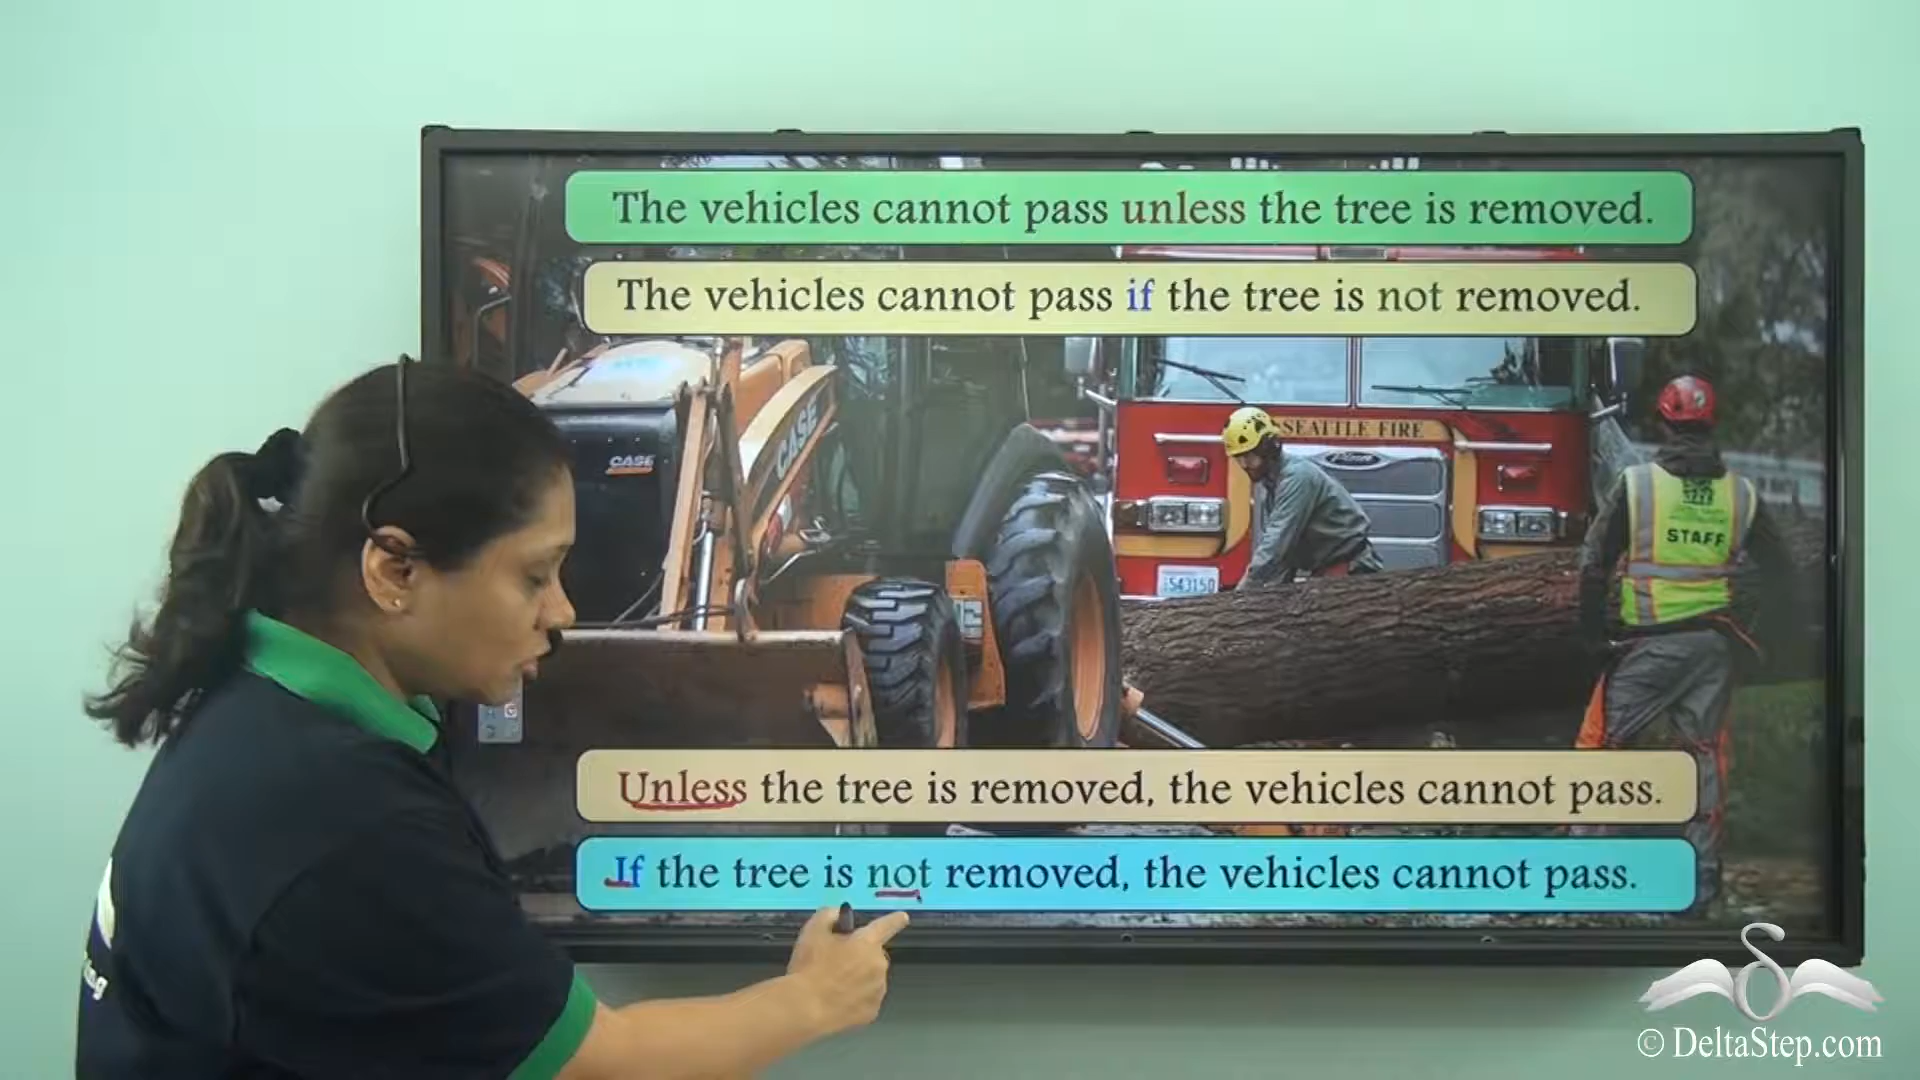 The vehicles cannot pass unless the tree is removed.
The vehicles cannot pass if the tree is not removed.
CASE
CASE
SEATTLE FIRE
543150
STAFF
Unless the tree is removed, the vehicles cannot pass.
If the tree is not removed, the vehicles cannot pass.
© DeltaStep.com